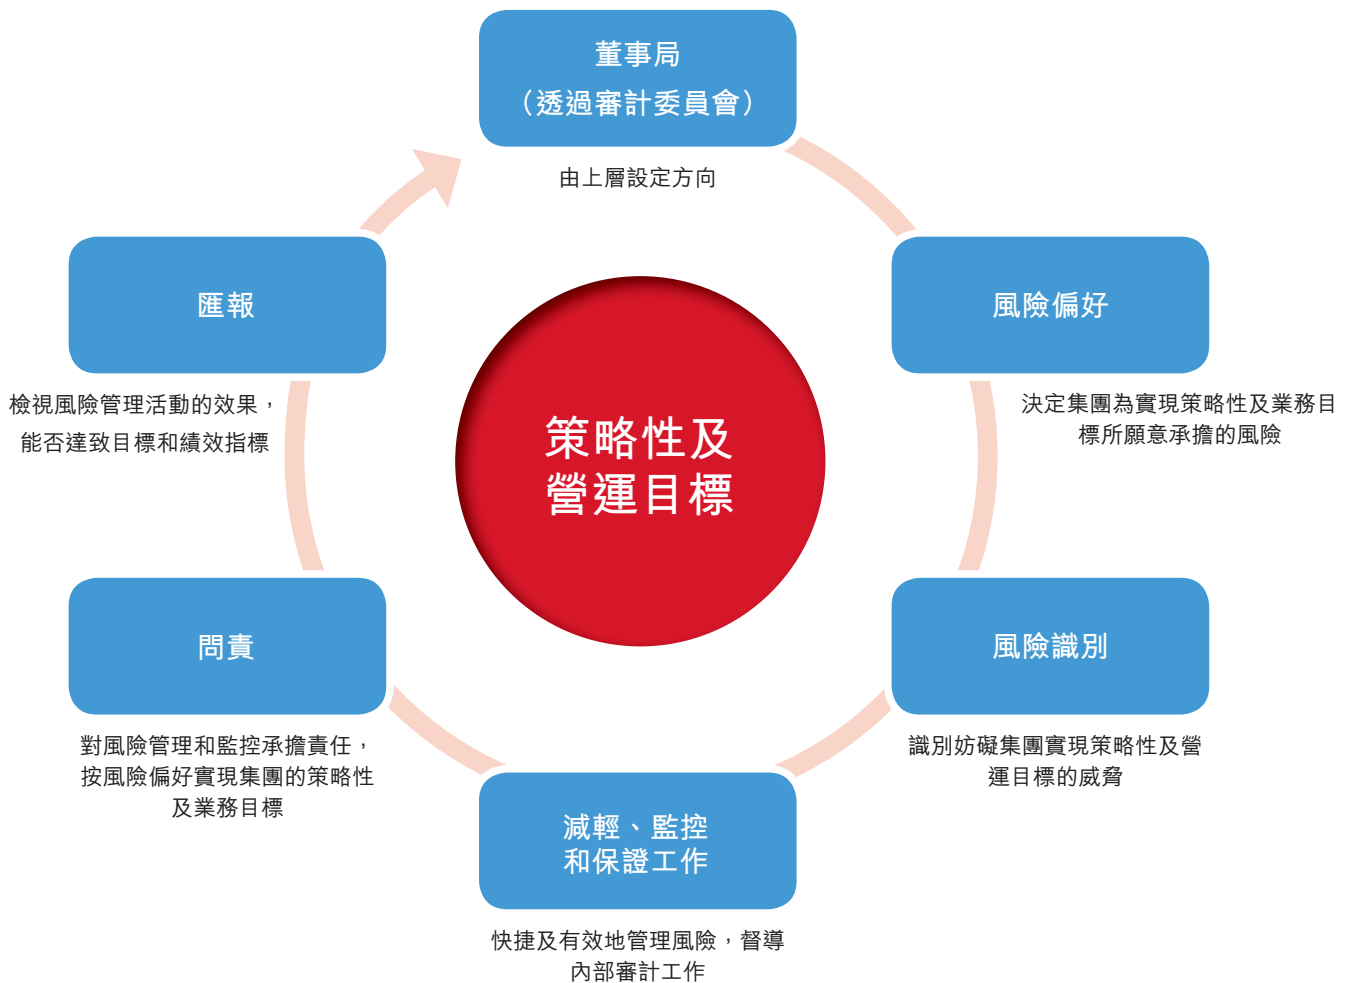 董事局
（透過審計委員會）
由上層設定方向
風險偏好
決定集團為實現策略性及業務目
標所願意承擔的風險
風險識別
識別妨礙集團實現策略性及營
運目標的威脅
減輕、監控
和保證工作
快捷及有效地管理風險，督導
內部審計工作
問責
對風險管理和監控承擔責任，
按風險偏好實現集團的策略性
及業務目標
匯報
檢視風險管理活動的效果，
能否達致目標和績效指標
策略性及
營運目標